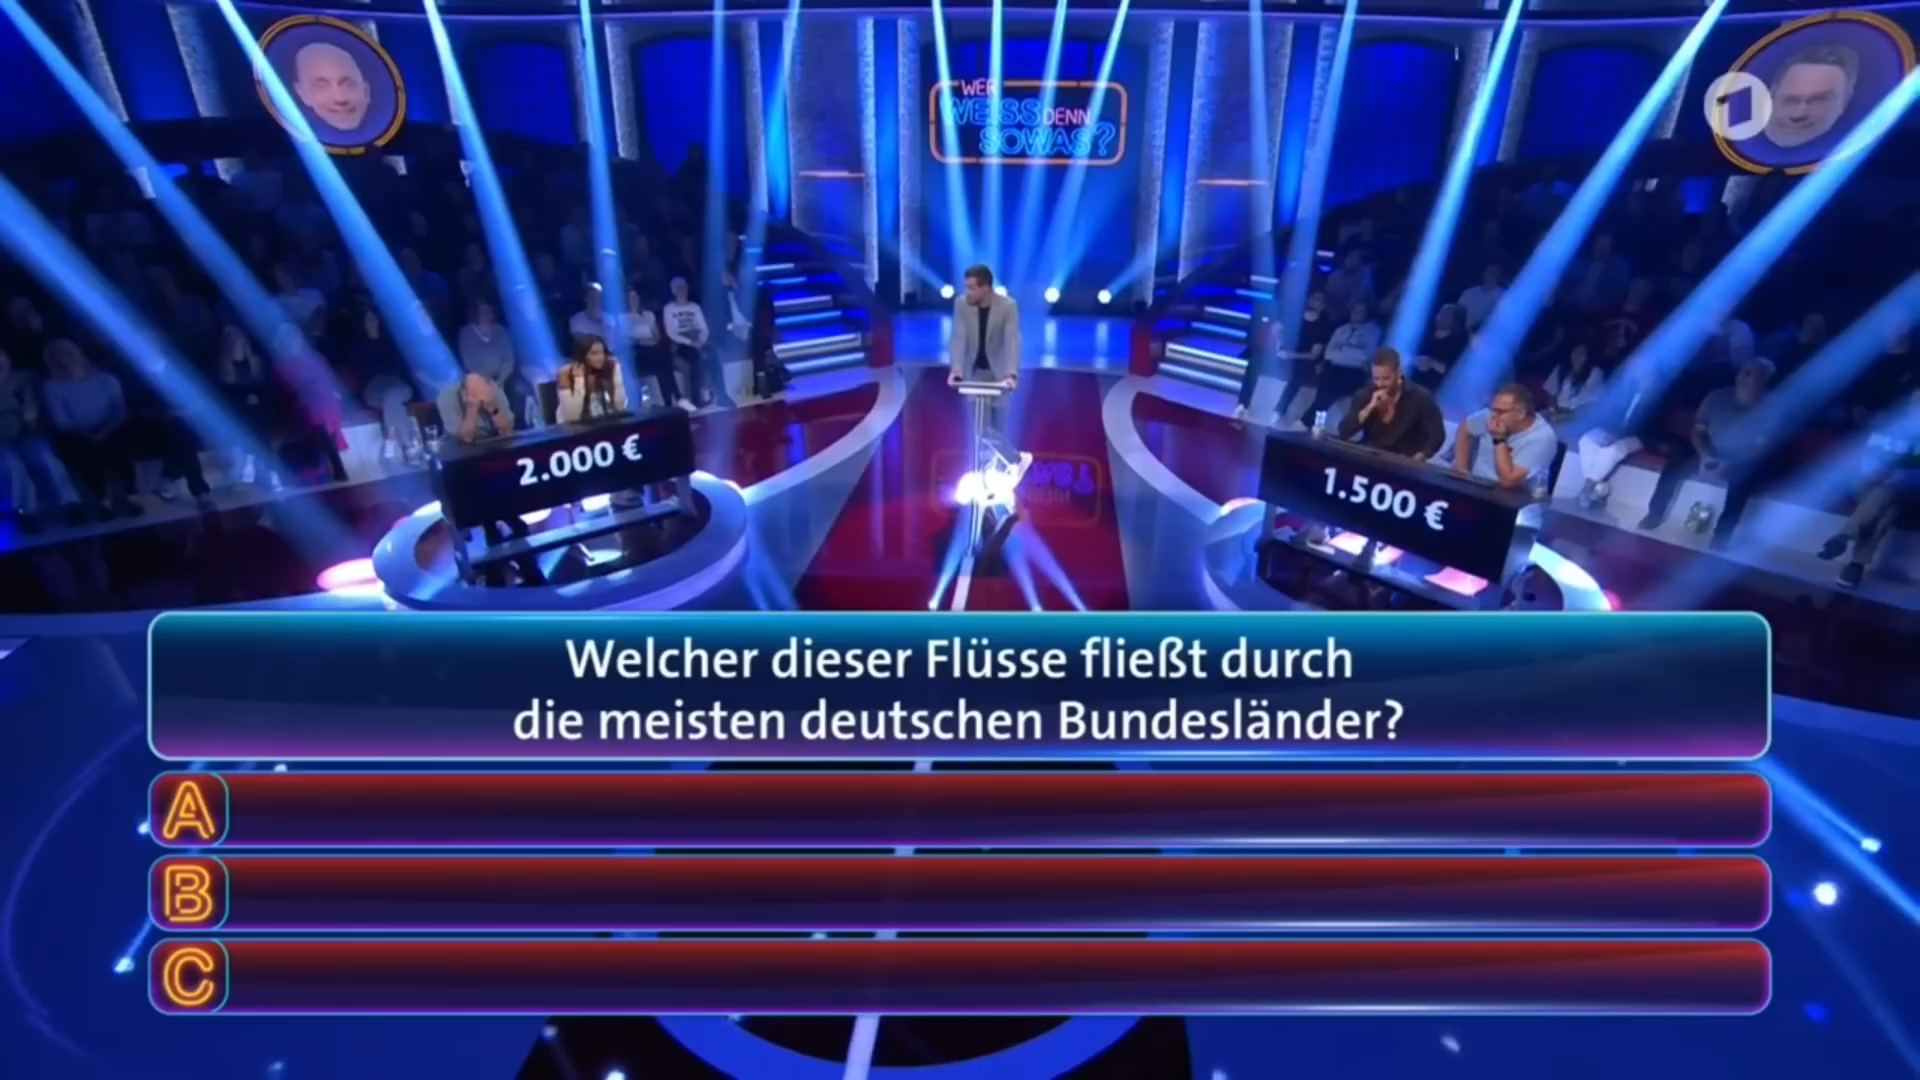 WER
WEISS DENN
SOWAS?
2.000 €
1.500 €
Welcher dieser Flüsse fließt durch
die meisten deutschen Bundesländer?
A
B
C